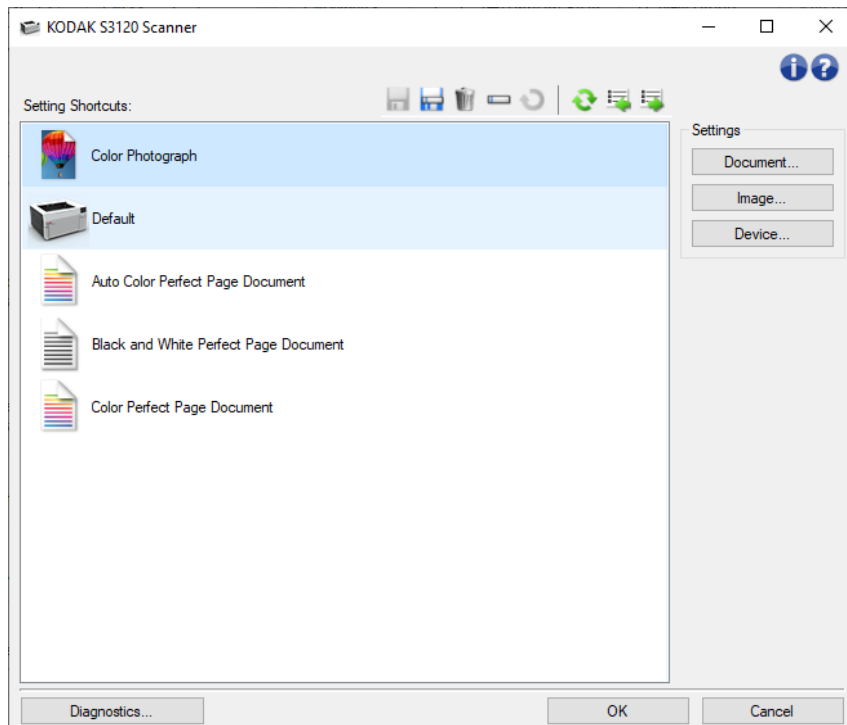 KODAK S3120 Scanner
Setting Shortcuts:
Color Photograph
Default
Auto Color Perfect Page Document
Black and White Perfect Page Document
Color Perfect Page Document
Settings
Document...
Image...
Device...
Diagnostics...
OK
Cancel